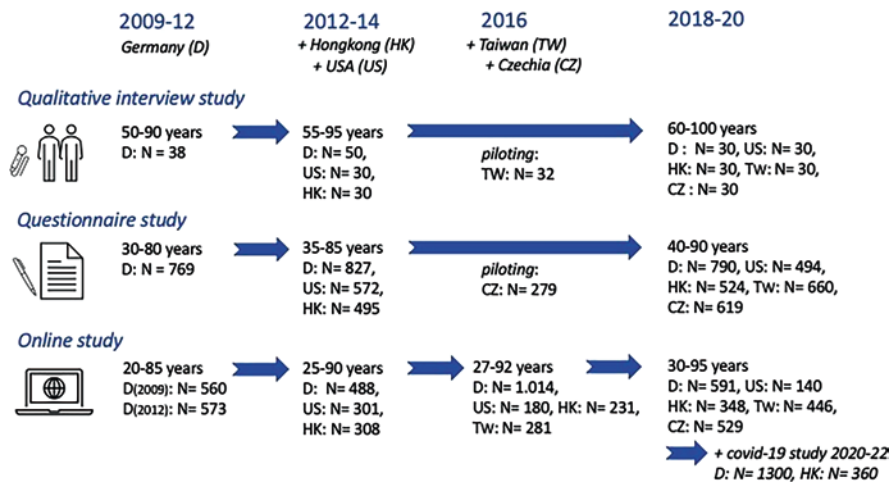 2009-12 2012-14 2016 2018-20
Germany (D) + Hongkong (HK) + Taiwan (TW)
+ USA (US) + Czechia (CZ)
Qualitative interview study
50-90 years 55-95 years 60-100 years
D: N = 38 D: N= 50, piloting: D : N= 30, US: N= 30,
US: N= 30, TW: N= 32 HK: N= 30, Tw: N= 30,
HK: N= 30 CZ : N= 30
Questionnaire study
30-80 years 35-85 years 40-90 years
D: N = 769 D: N= 827, piloting: D: N= 790, US: N= 494,
US: N= 572, CZ: N= 279 HK: N= 524, Tw: N= 660,
HK: N= 495 CZ: N= 619
Online study
20-85 years 25-90 years 27-92 years 30-95 years
D(2009): N= 560 D: N= 488, D: N= 1.014, D: N= 591, US: N= 140
D(2012): N= 573 US: N= 301, US: N= 180, HK: N= 231, HK: N= 348, Tw: N= 446,
HK: N= 308 Tw: N= 281 CZ: N= 529
+ covid-19 study 2020-22:
D: N= 1300, HK: N= 360